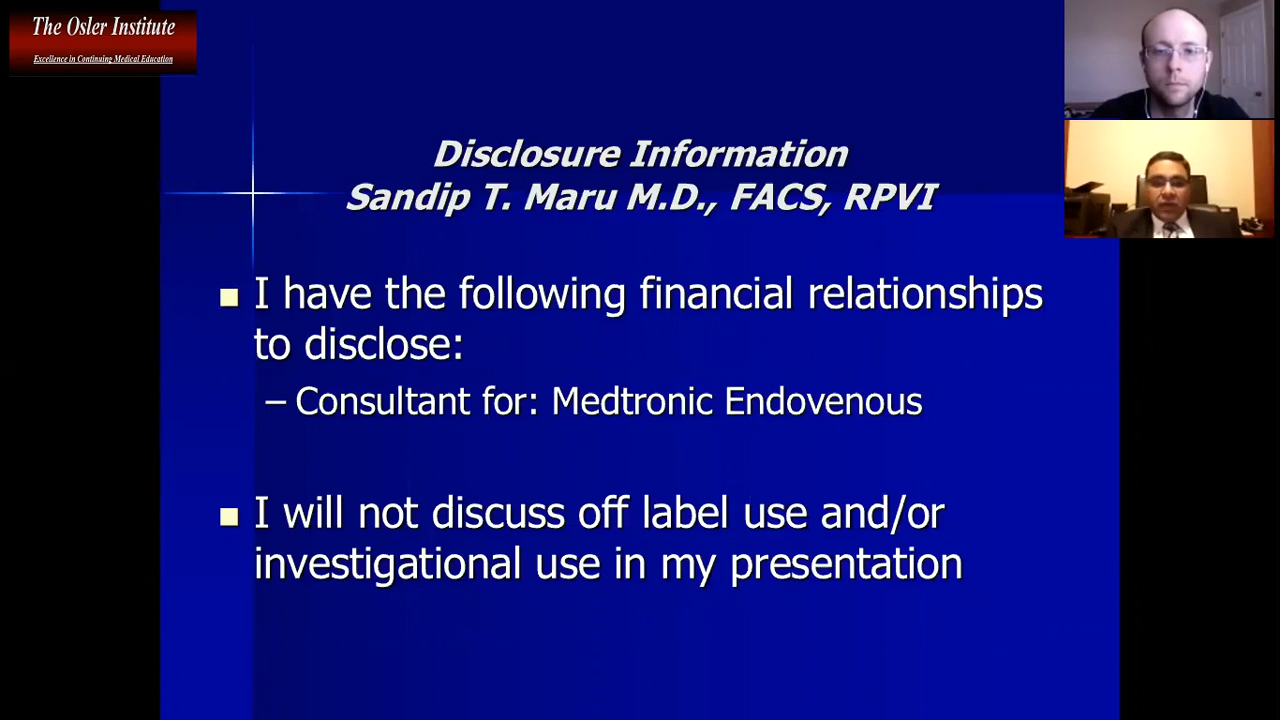 The Osler Institute
Excellence in Continuing Medical Education
Disclosure Information
Sandip T. Maru M.D., FACS, RPVI
■ I have the following financial relationships
to disclose:
– Consultant for: Medtronic Endovenous
■ I will not discuss off label use and/or
investigational use in my presentation